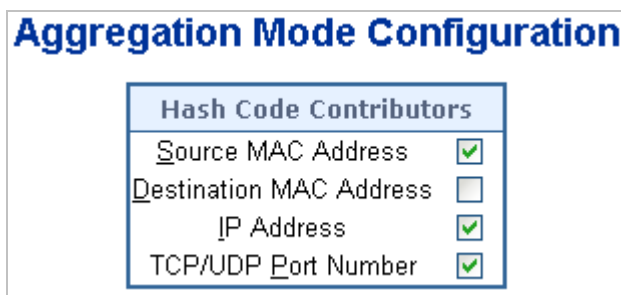 Aggregation Mode Configuration
Hash Code Contributors
Source MAC Address
Destination MAC Address
IP Address
TCP/UDP Port Number